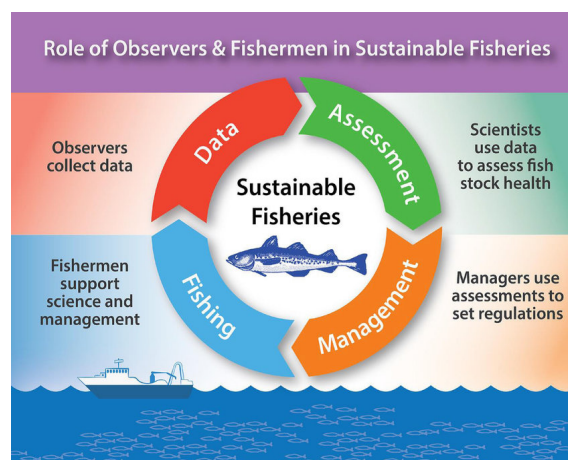 Role of Observers & Fishermen in Sustainable Fisheries
Observers
collect data
Data
Assessment
Scientists
use data
to assess fish
stock health
Sustainable
Fisheries
Fishermen
support
science and
management
Fishing
Management
Managers use
assessments to
set regulations